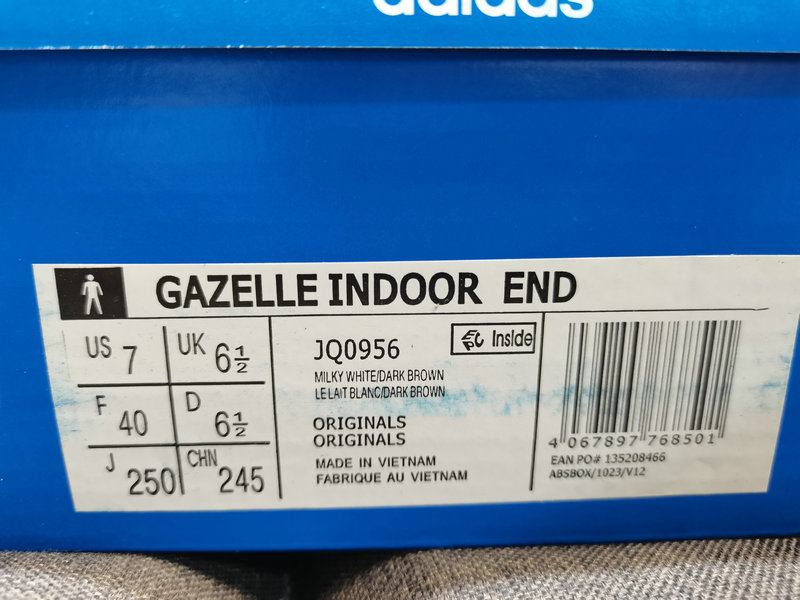 adidas
GAZELLE INDOOR END
US 7 UK 6½
F 40 D 6½
J 250 CHN 245
JQ0956
EPC Inside
MILKY WHITE/DARK BROWN
LE LAIT BLANC/DARK BROWN
ORIGINALS
ORIGINALS
MADE IN VIETNAM
FABRIQUE AU VIETNAM
4 067897 768501
EAN PO# 135208466
ABSBOX/1023/V12